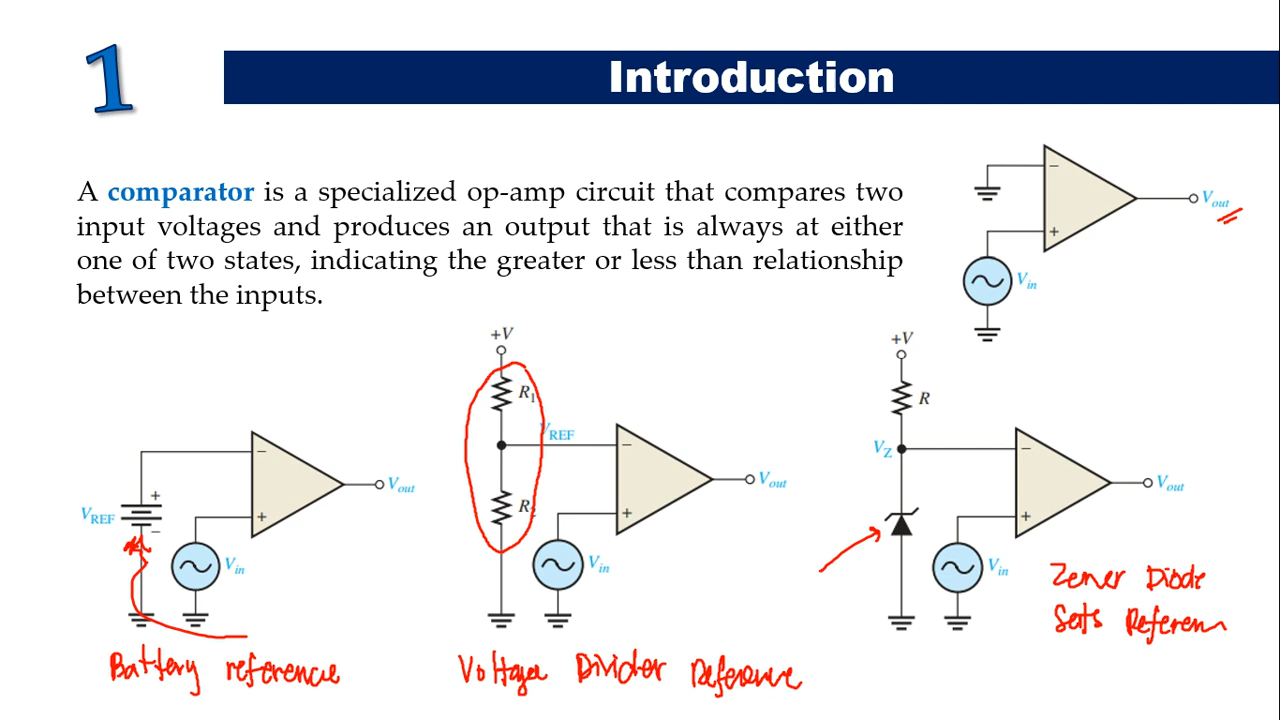 1
Introduction
A comparator is a specialized op-amp circuit that compares two
input voltages and produces an output that is always at either
one of two states, indicating the greater or less than relationship
between the inputs.
−
+
Vout
Vin
VREF
+
−
−
+
Vout
Vin
Battery reference
+V
R1
VREF
R2
−
+
Vout
Vin
Voltage Divider Reference
+V
R
VZ
−
+
Vout
Vin
Zener Diode
Sets Referen